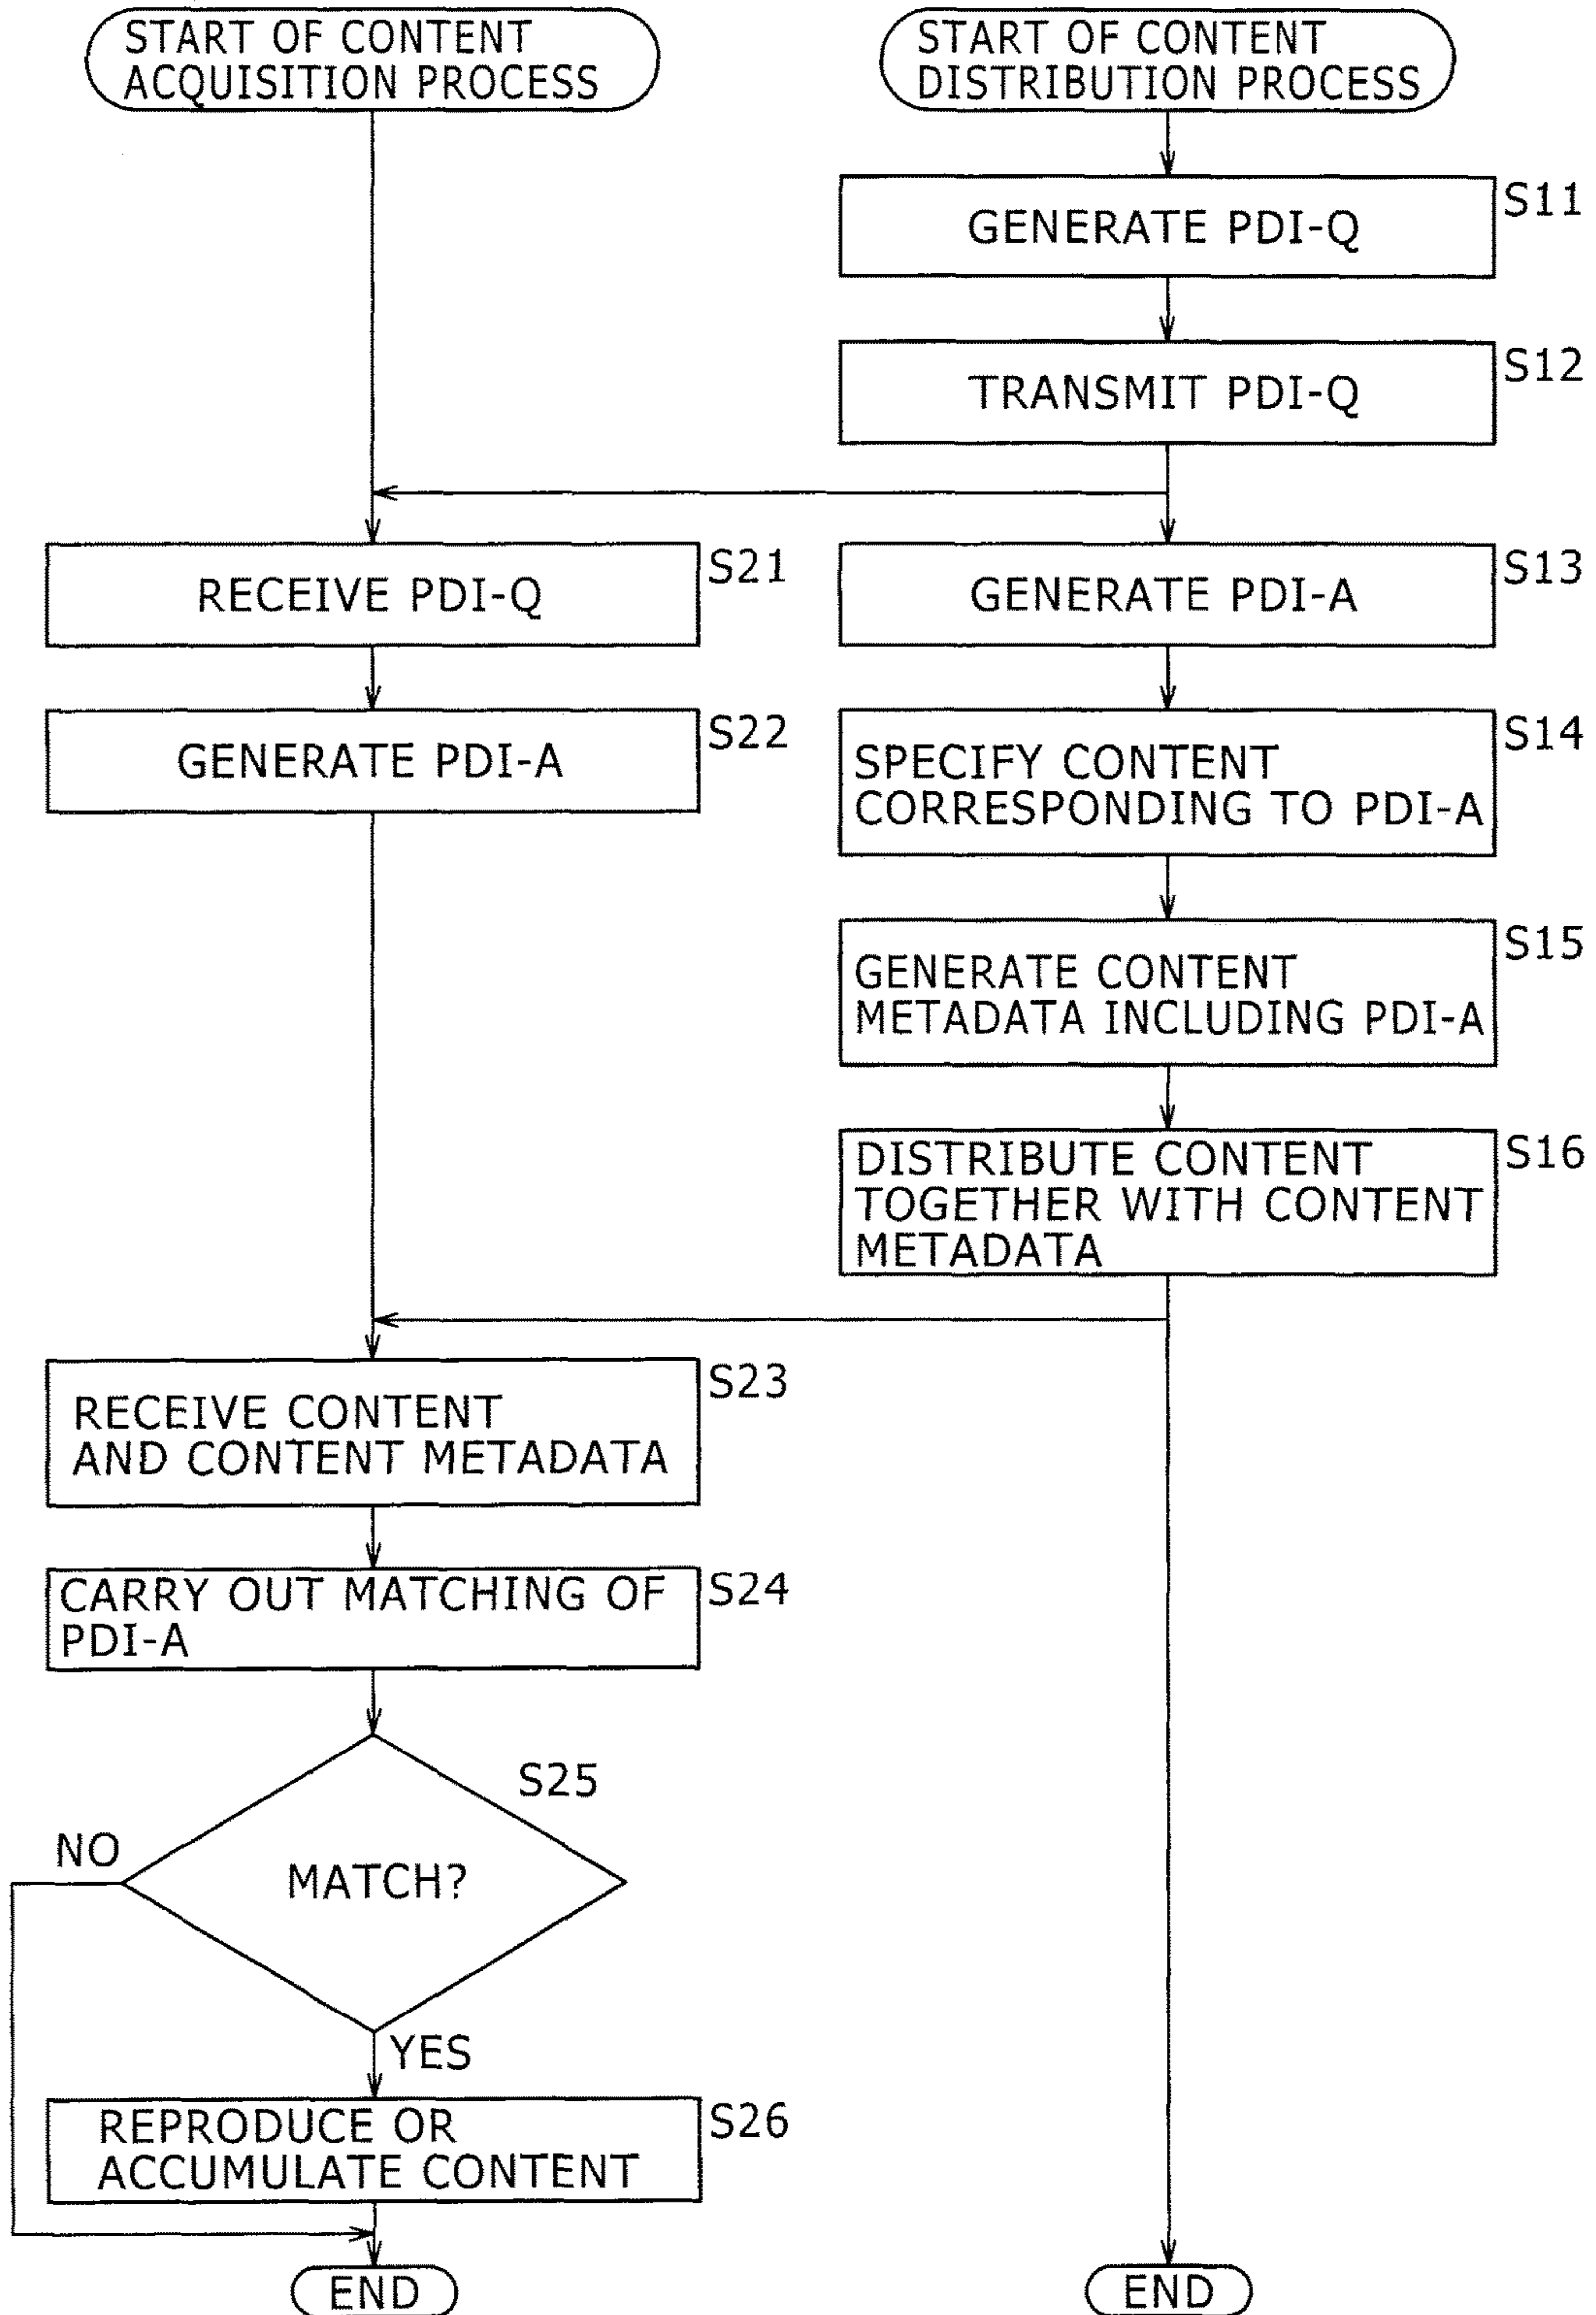 START OF CONTENT
ACQUISITION PROCESS
START OF CONTENT
DISTRIBUTION PROCESS
GENERATE PDI-Q
S11
TRANSMIT PDI-Q
S12
RECEIVE PDI-Q
S21
GENERATE PDI-A
S13
GENERATE PDI-A
S22
SPECIFY CONTENT
CORRESPONDING TO PDI-A
S14
GENERATE CONTENT
METADATA INCLUDING PDI-A
S15
DISTRIBUTE CONTENT
TOGETHER WITH CONTENT
METADATA
S16
RECEIVE CONTENT
AND CONTENT METADATA
S23
CARRY OUT MATCHING OF
PDI-A
S24
S25
NO
MATCH?
YES
REPRODUCE OR
ACCUMULATE CONTENT
S26
END
END